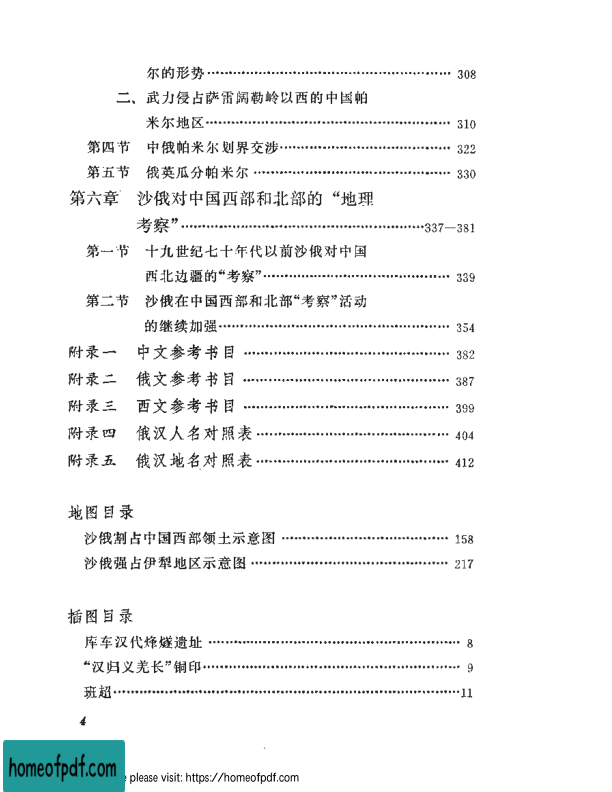 尔的形势 308
二、武力侵占萨雷阔勒岭以西的中国帕
米尔地区 310
第四节 中俄帕米尔划界交涉 322
第五节 俄英瓜分帕米尔 330
第六章 沙俄对中国西部和北部的“地理
考察” 337—381
第一节 十九世纪七十年代以前沙俄对中国
西北边疆的“考察” 339
第二节 沙俄在中国西部和北部“考察”活动
的继续加强 354
附录一 中文参考书目 382
附录二 俄文参考书目 387
附录三 西文参考书目 399
附录四 俄汉人名对照表 404
附录五 俄汉地名对照表 412
地图目录
沙俄割占中国西部领土示意图 158
沙俄强占伊犁地区示意图 217
插图目录
库车汉代烽燧遗址 8
“汉归义羌长”铜印 9
班超 11
4
homeofpdf.com
e please visit: https://homeofpdf.com